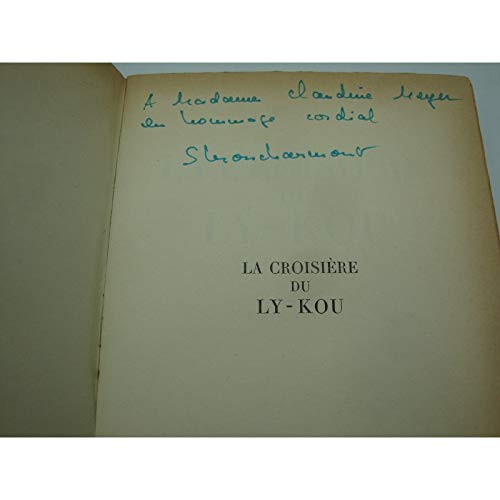 A Madame Claudine Meyer
en hommage cordial
LA CROISIÈRE
DU
LY-KOU